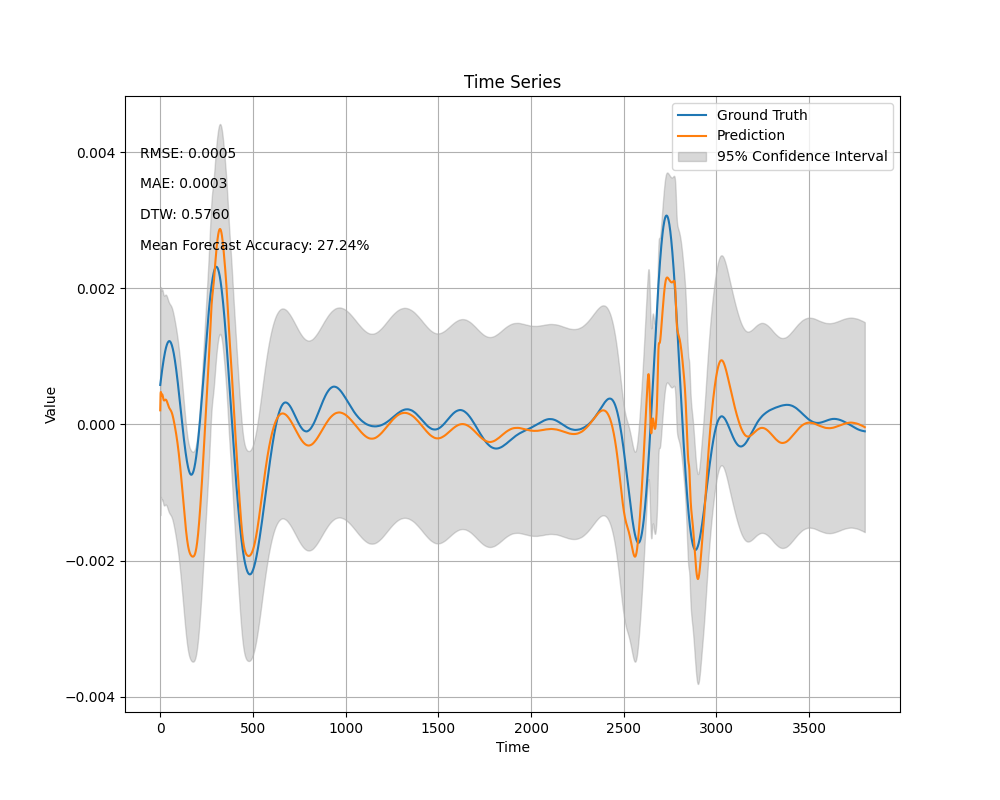 Time Series
Ground Truth
Prediction
95% Confidence Interval
RMSE: 0.0005
MAE: 0.0003
DTW: 0.5760
Mean Forecast Accuracy: 27.24%
Value
0.004
0.002
0.000
−0.002
−0.004
0 500 1000 1500 2000 2500 3000 3500
Time